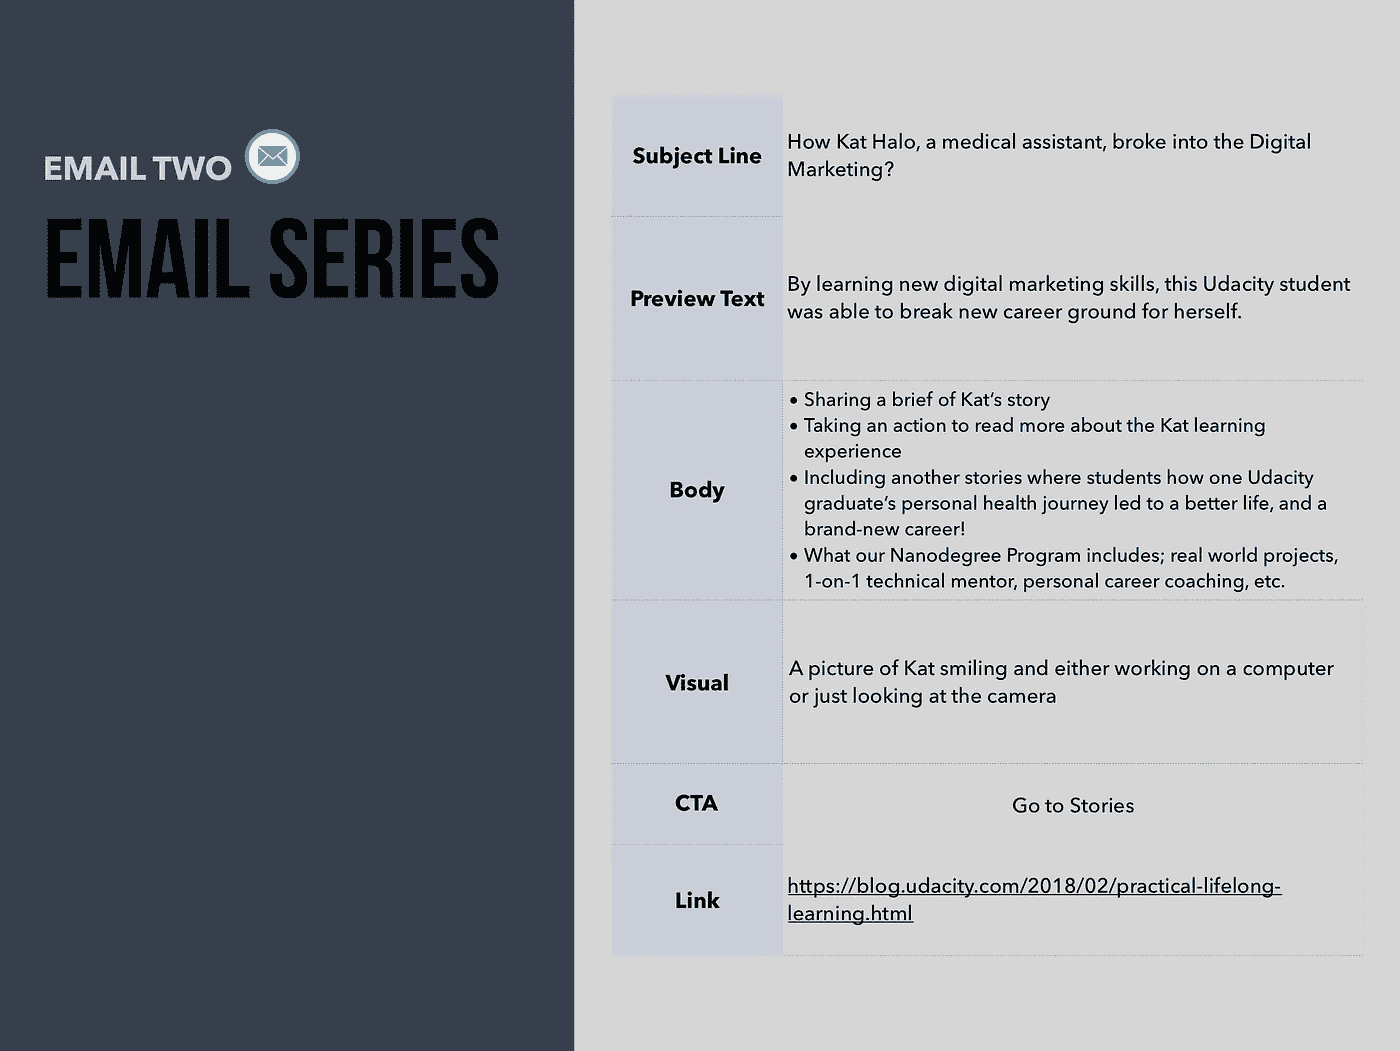 EMAIL TWO
EMAIL SERIES
Subject Line
How Kat Halo, a medical assistant, broke into the Digital
Marketing?
Preview Text
By learning new digital marketing skills, this Udacity student
was able to break new career ground for herself.
Body
• Sharing a brief of Kat's story
• Taking an action to read more about the Kat learning
experience
• Including another stories where students how one Udacity
graduate's personal health journey led to a better life, and a
brand-new career!
• What our Nanodegree Program includes; real world projects,
1-on-1 technical mentor, personal career coaching, etc.
Visual
A picture of Kat smiling and either working on a computer
or just looking at the camera
CTA
Go to Stories
Link
https://blog.udacity.com/2018/02/practical-lifelong-
learning.html